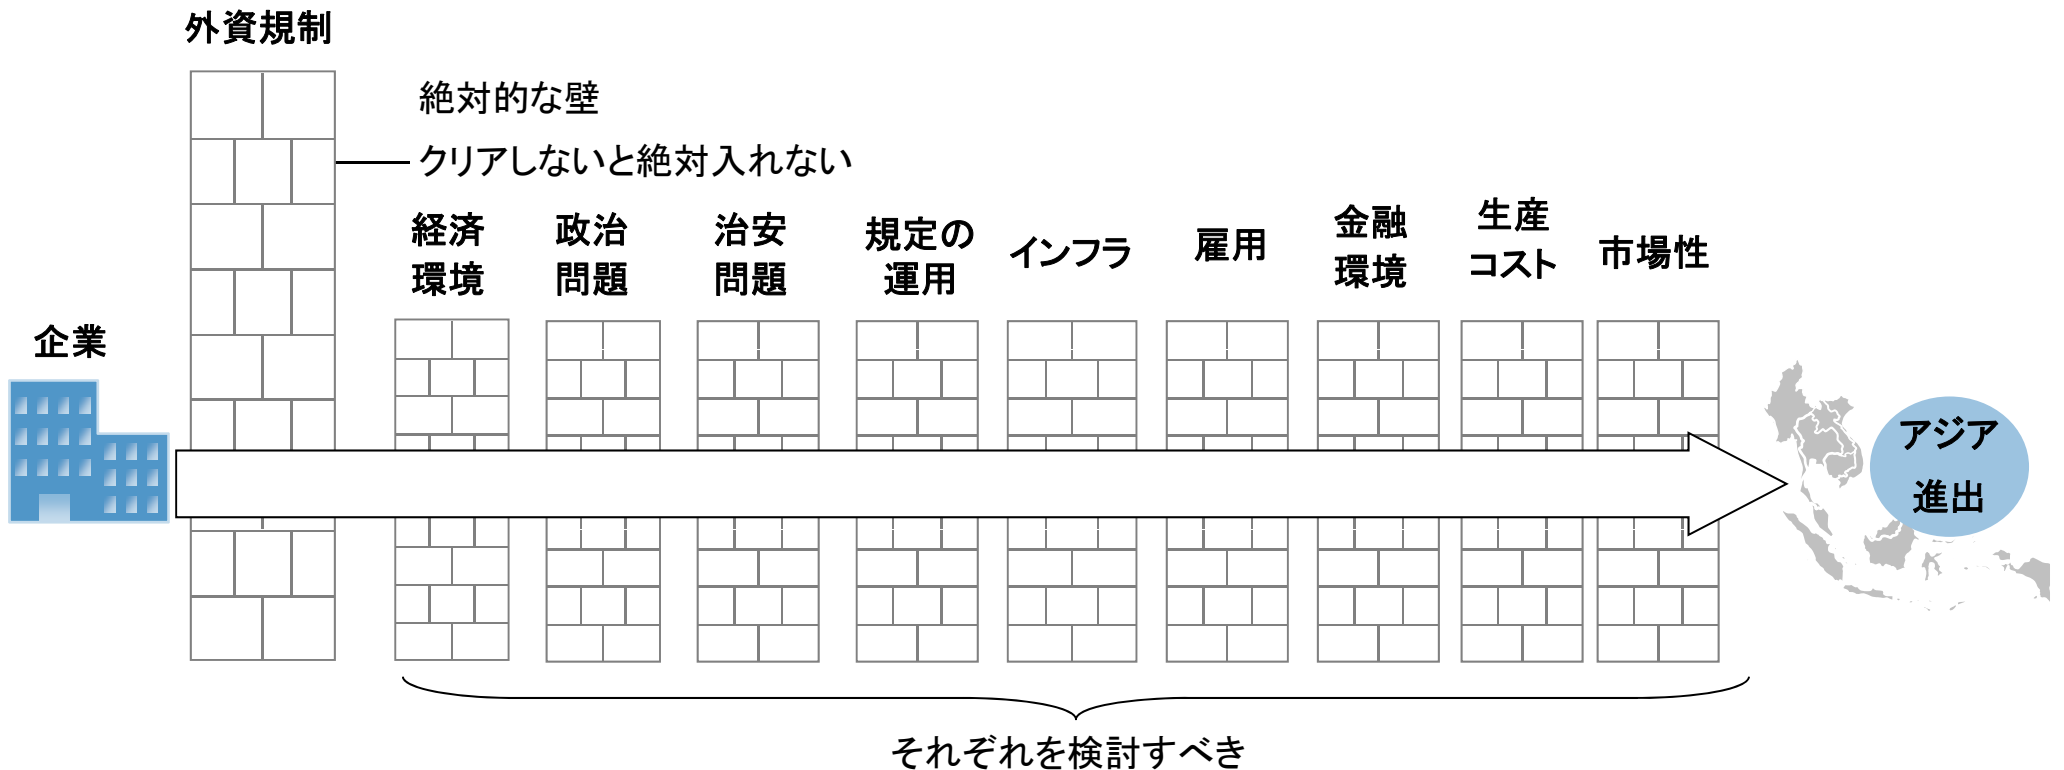 外資規制
絶対的な壁
クリアしないと絶対入れない
企業
経済
環境
政治
問題
治安
問題
規定の
運用
インフラ
雇用
金融
環境
生産
コスト
市場性
アジア
進出
それぞれを検討すべき